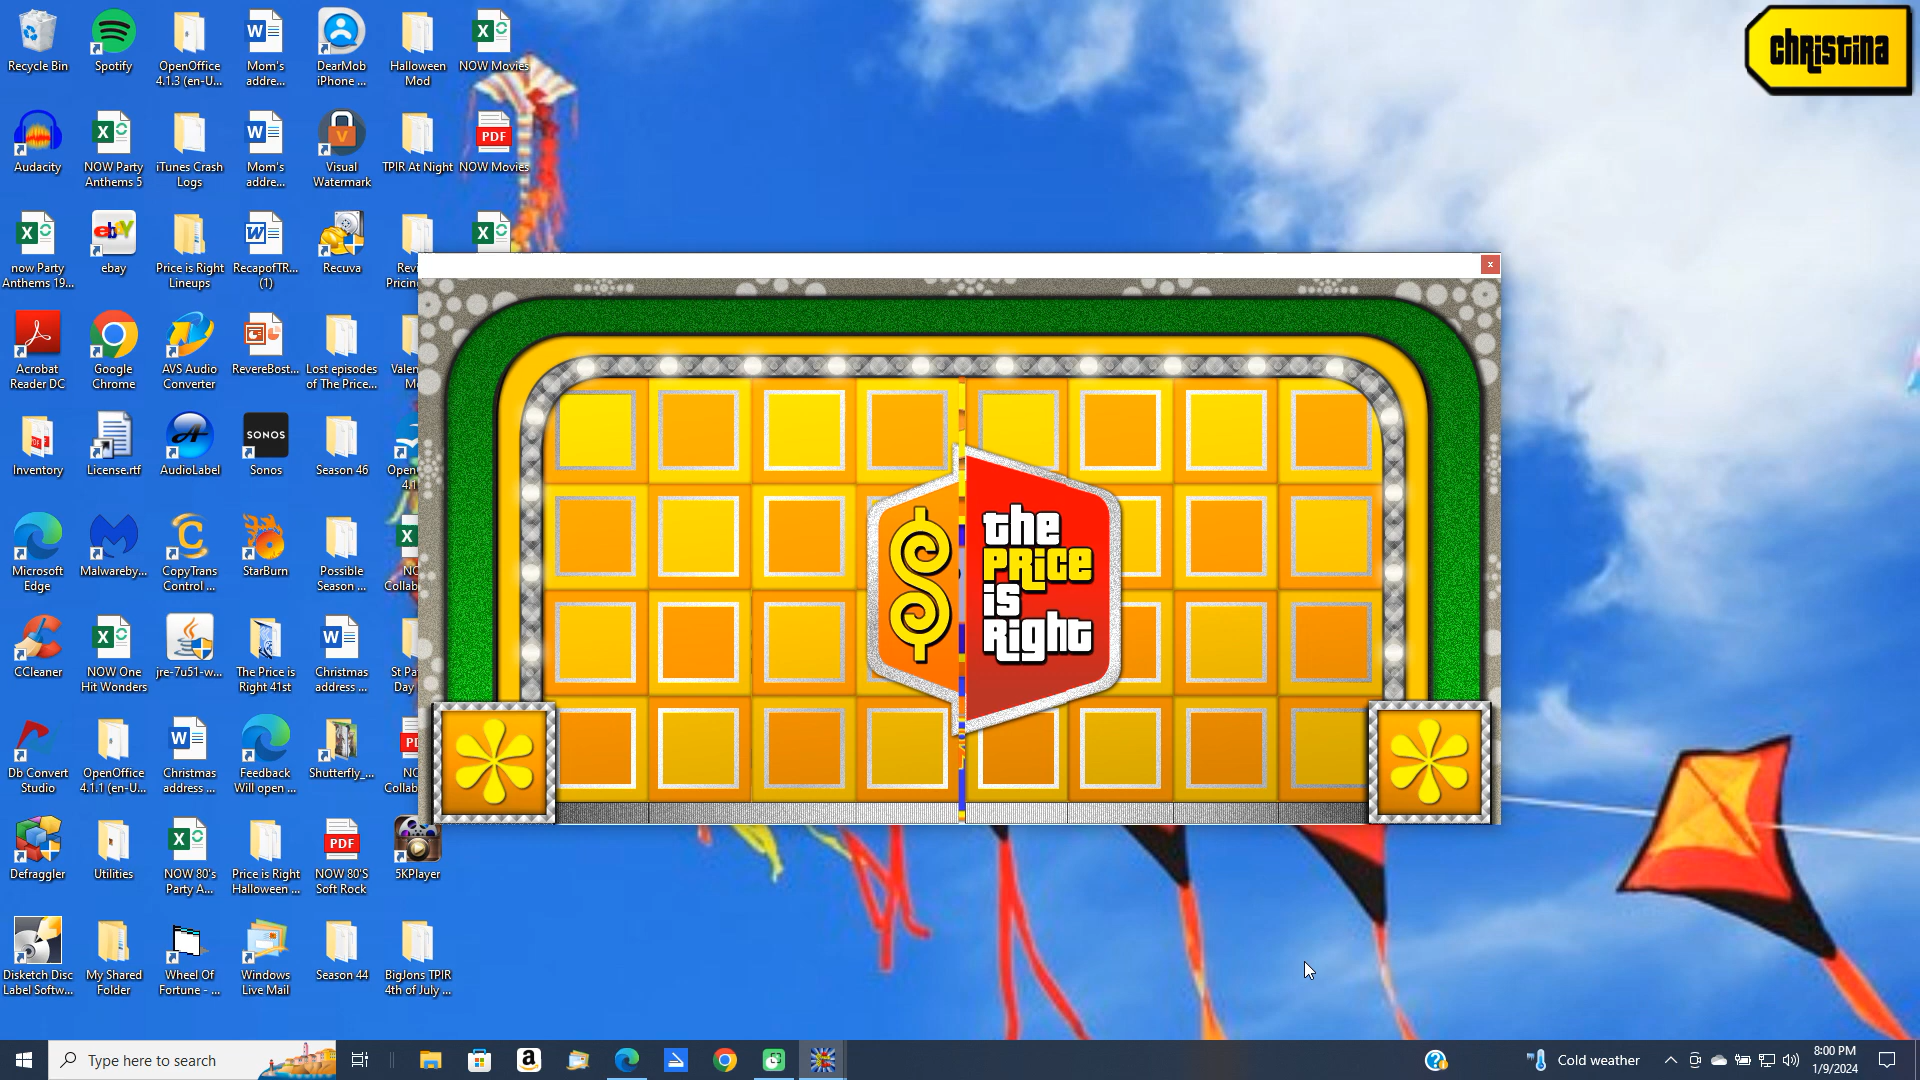 Recycle Bin
Spotify
OpenOffice
4.1.3 (en-U...
Mom's
addre...
DearMob
iPhone ...
Halloween
Mod
NOW Movies
christina
Audacity
NOW Party
Anthems 5
iTunes Crash
Logs
Mom's
addre...
Visual
Watermark
TPIR At Night
PDF
NOW Movies
now Party
Anthems 19...
ebay
Price is Right
Lineups
RecapofTR...
(1)
Recuva
Acrobat
Reader DC
Google
Chrome
AVS Audio
Converter
RevereBost...
Lost episodes
of The Price...
Inventory
License.rtf
AudioLabel
SONOS
Sonos
Season 46
Microsoft
Edge
Malwareby...
CopyTrans
Control ...
StarBurn
Possible
Season ...
the
PRice
is
Right
CCleaner
NOW One
Hit Wonders
jre-7u51-w...
The Price is
Right 41st
Christmas
address ...
St Pa
Day
Db Convert
Studio
OpenOffice
4.1.1 (en-U...
Christmas
address ...
Feedback
Will open ...
Shutterfly_...
Defraggler
Utilities
NOW 80's
Party A...
Price is Right
Halloween ...
PDF
NOW 80'S
Soft Rock
5KPlayer
Disketch Disc
Label Softw...
My Shared
Folder
Wheel Of
Fortune - ...
Windows
Live Mail
Season 44
BigJons TPIR
4th of July ...
Type here to search
Cold weather
8:00 PM
1/9/2024